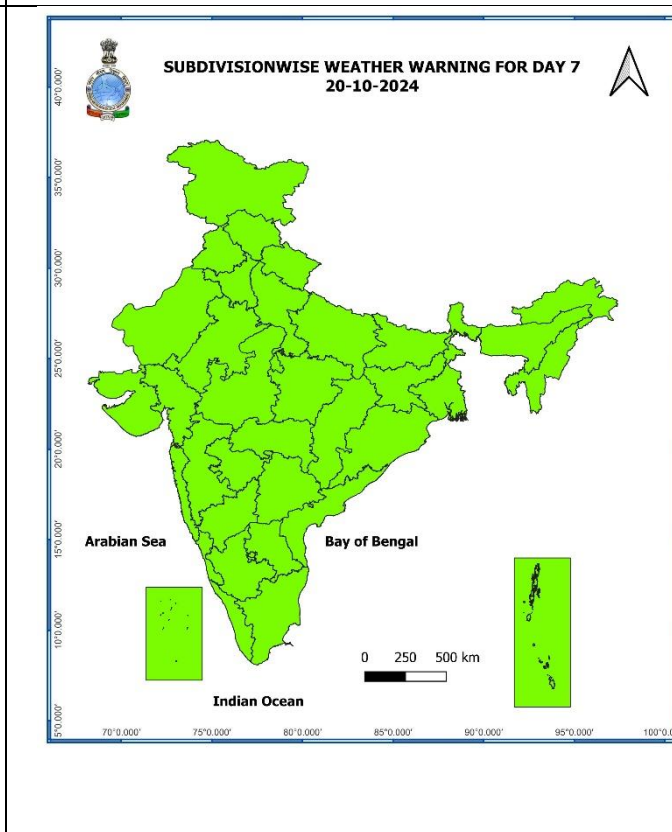 SUBDIVISIONWISE WEATHER WARNING FOR DAY 7
20-10-2024
40°0.000'
35°0.000'
30°0.000'
25°0.000'
20°0.000'
15°0.000'
10°0.000'
5°0.000'
Arabian Sea
Bay of Bengal
0 250 500 km
Indian Ocean
70°0.000' 75°0.000' 80°0.000' 85°0.000' 90°0.000' 95°0.000' 100°0.0